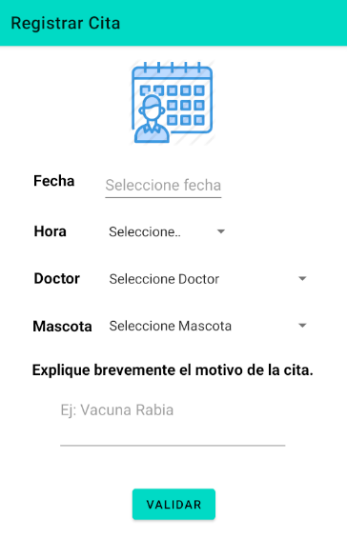 Registrar Cita
Fecha Seleccione fecha
Hora Seleccione..
Doctor Seleccione Doctor
Mascota Seleccione Mascota
Explique brevemente el motivo de la cita.
Ej: Vacuna Rabia
VALIDAR